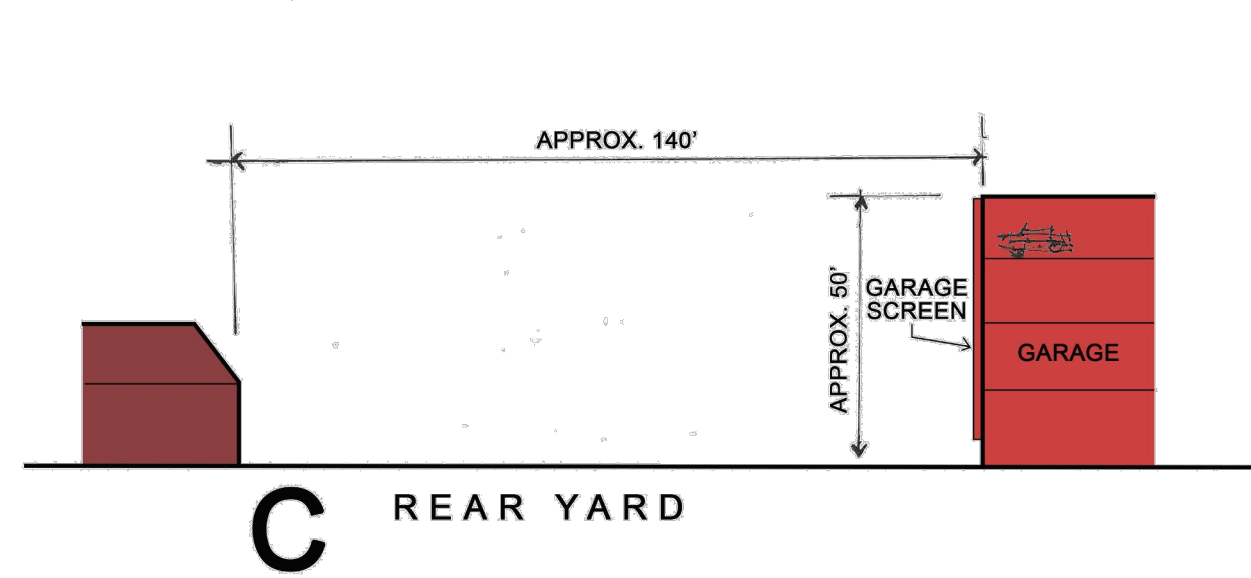 APPROX. 140'
APPROX. 50'
GARAGE
SCREEN
GARAGE
C REAR YARD